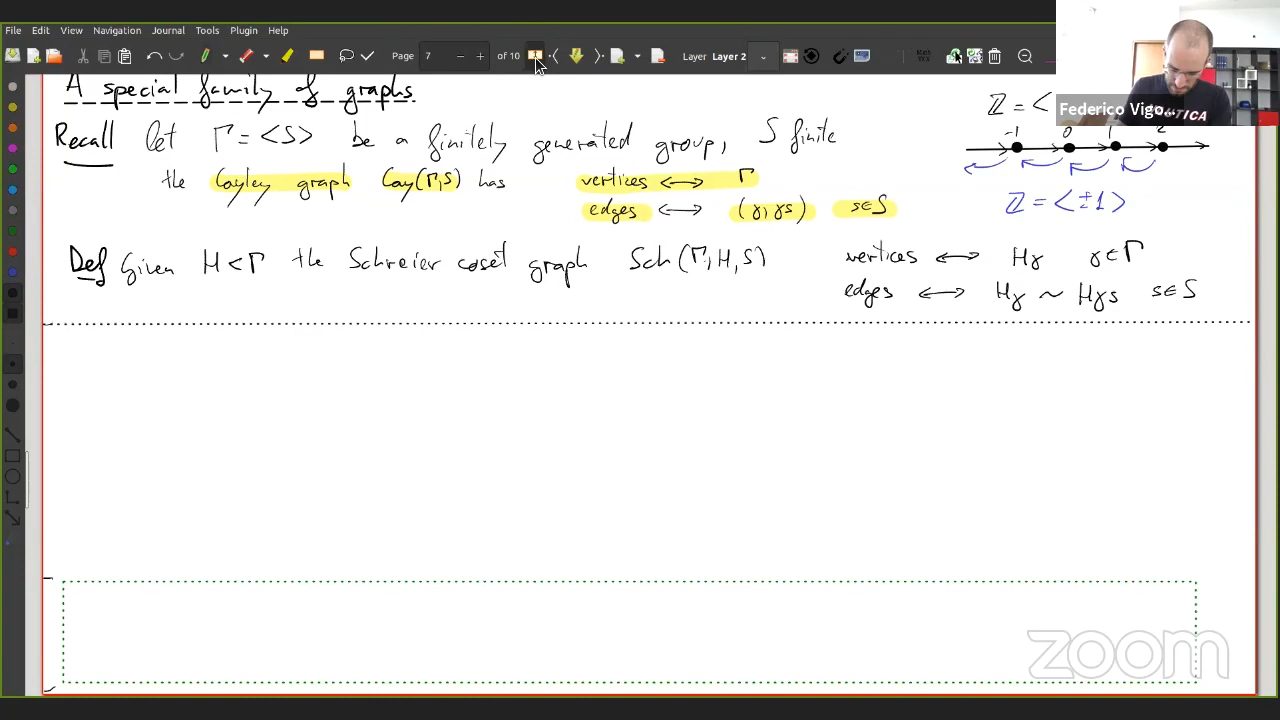 File Edit View Navigation Journal Tools Plugin Help
Page 7 of 10 Layer Layer 2
A special family of graphs.
ℤ = <
Federico Vigo...
Recall let Γ = <S> be a finitely generated group, S finite
-1 0 1 2
the Cayley graph Cay(Γ,S) has vertices ⟷ Γ
edges ⟷ (γ,γs) s∈S
ℤ = <±1>
Def Given H<Γ the Schreier coset graph Sch(Γ,H,S) vertices ⟷ Hγ γ∈Γ
edges ⟷ Hγ ~ Hγs s∈S
zoom